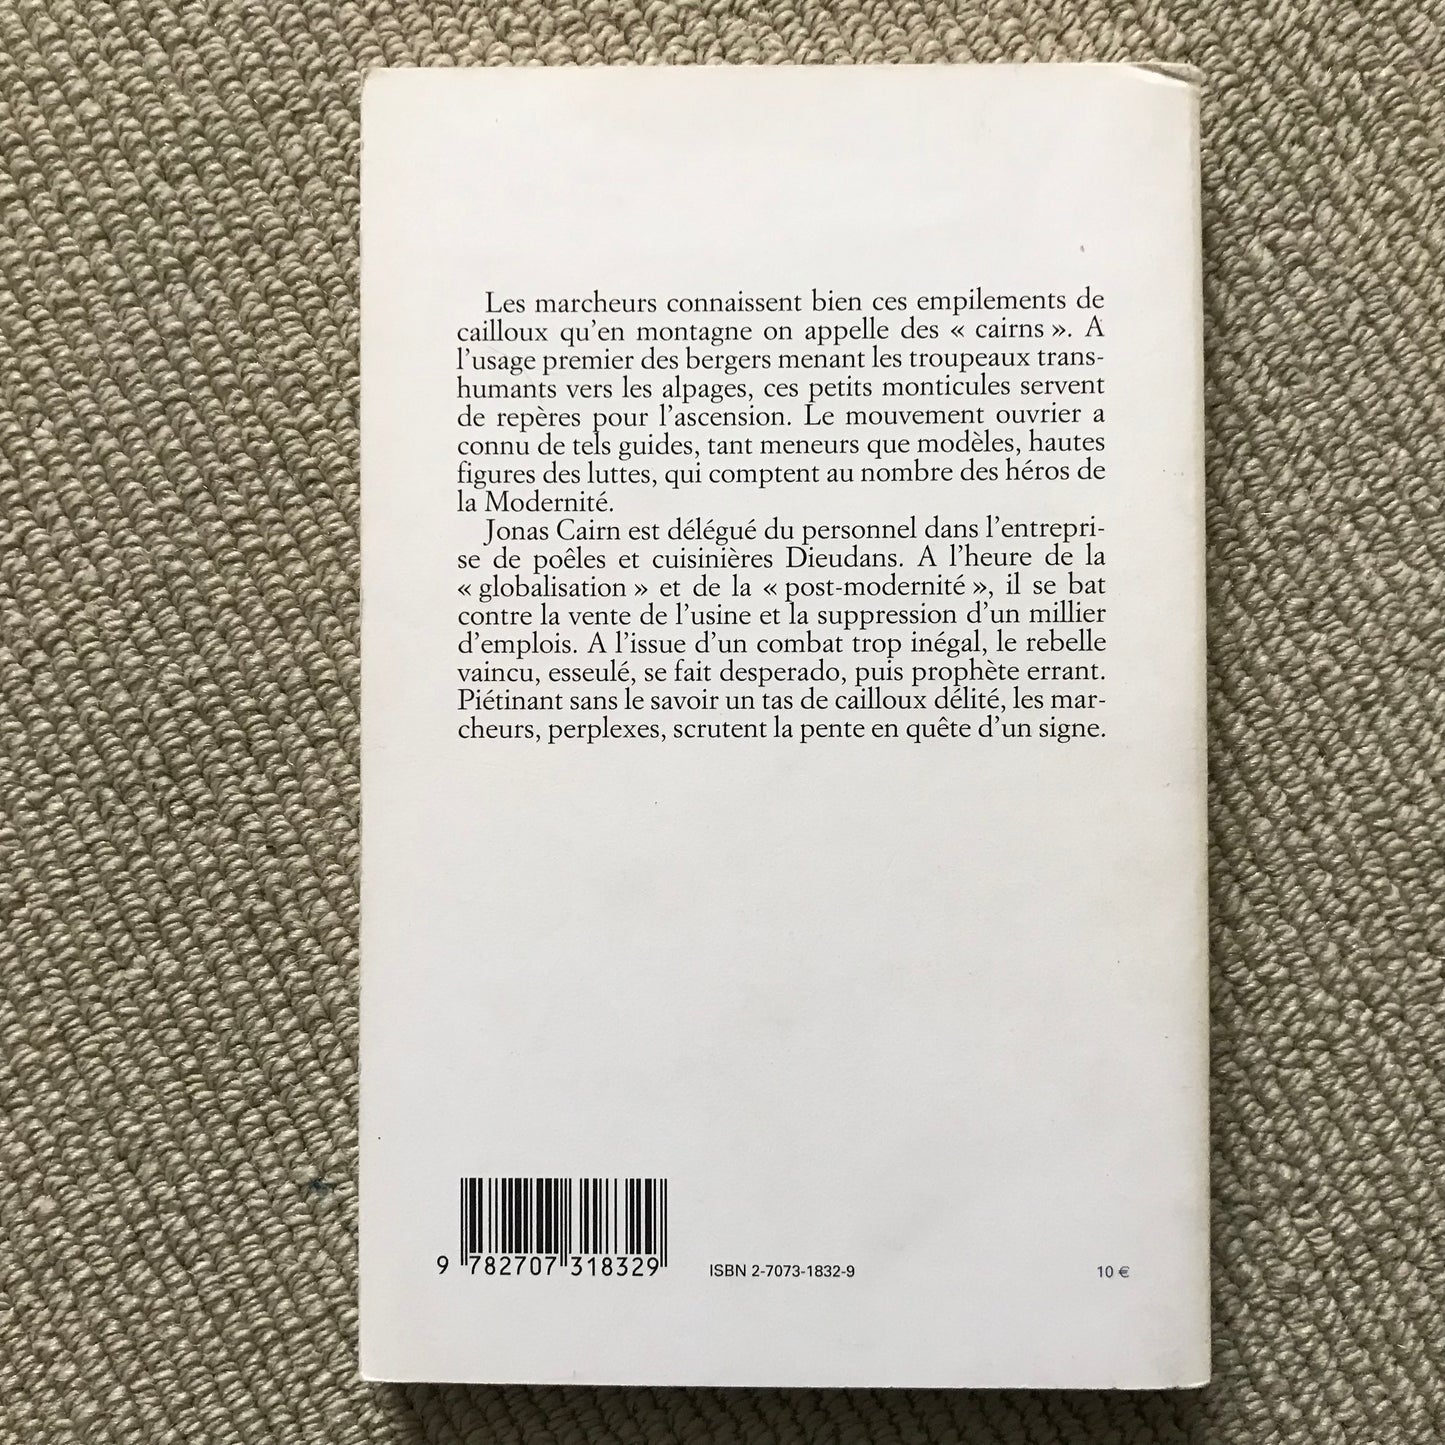 Les marcheurs connaissent bien ces empilements de
cailloux qu'en montagne on appelle des « cairns ». A
l'usage premier des bergers menant les troupeaux trans-
humants vers les alpages, ces petits monticules servent
de repères pour l'ascension. Le mouvement ouvrier a
connu de tels guides, tant meneurs que modèles, hautes
figures des luttes, qui comptent au nombre des héros de
la Modernité.
Jonas Cairn est délégué du personnel dans l'entrepri-
se de poêles et cuisinières Dieudans. A l'heure de la
« globalisation » et de la « post-modernité », il se bat
contre la vente de l'usine et la suppression d'un millier
d'emplois. A l'issue d'un combat trop inégal, le rebelle
vaincu, esseulé, se fait desperado, puis prophète errant.
Piétinant sans le savoir un tas de cailloux délité, les mar-
cheurs, perplexes, scrutent la pente en quête d'un signe.
9 782707 318329 ISBN 2-7073-1832-9 10 €